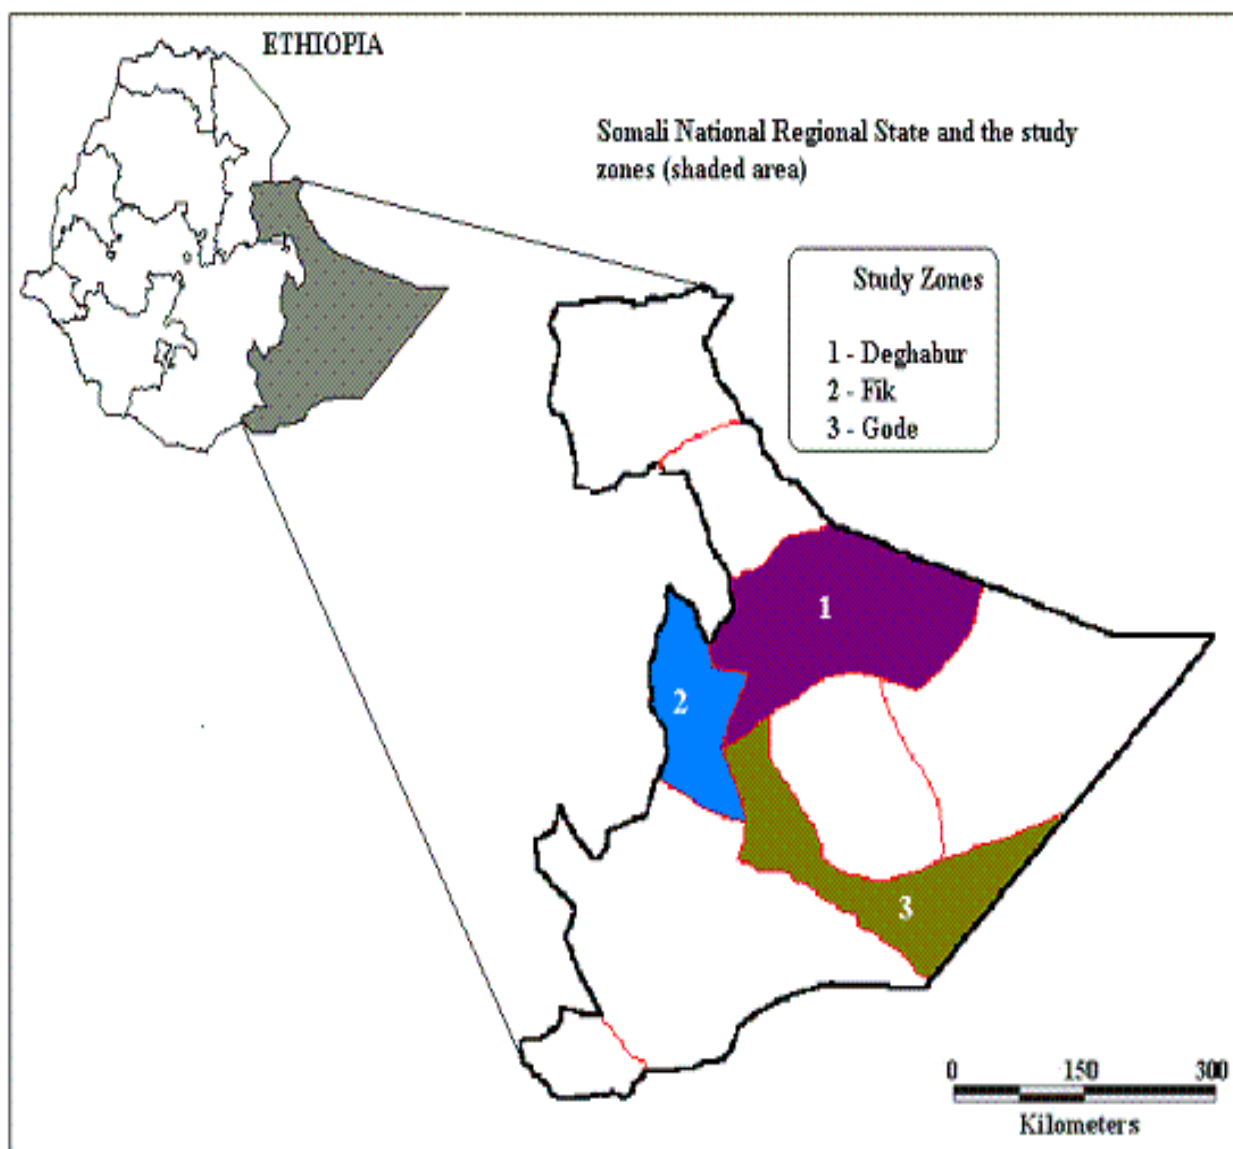 ETHIOPIA
Somali National Regional State and the study
zones (shaded area)
Study Zones
1 - Deghabur
2 - Fik
3 - Gode
1
2
3
0 150 300
Kilometers